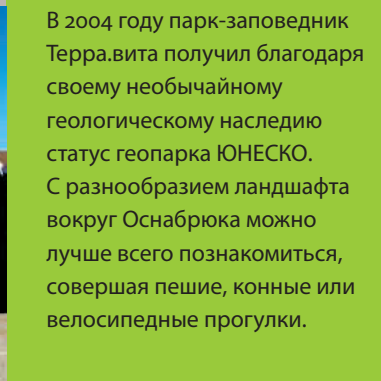 В 2004 году парк-заповедник
Терра.вита получил благодаря
своему необычайному
геологическому наследию
статус геопарка ЮНЕСКО.
С разнообразием ландшафта
вокруг Оснабрюка можно
лучше всего познакомиться,
совершая пешие, конные или
велосипедные прогулки.